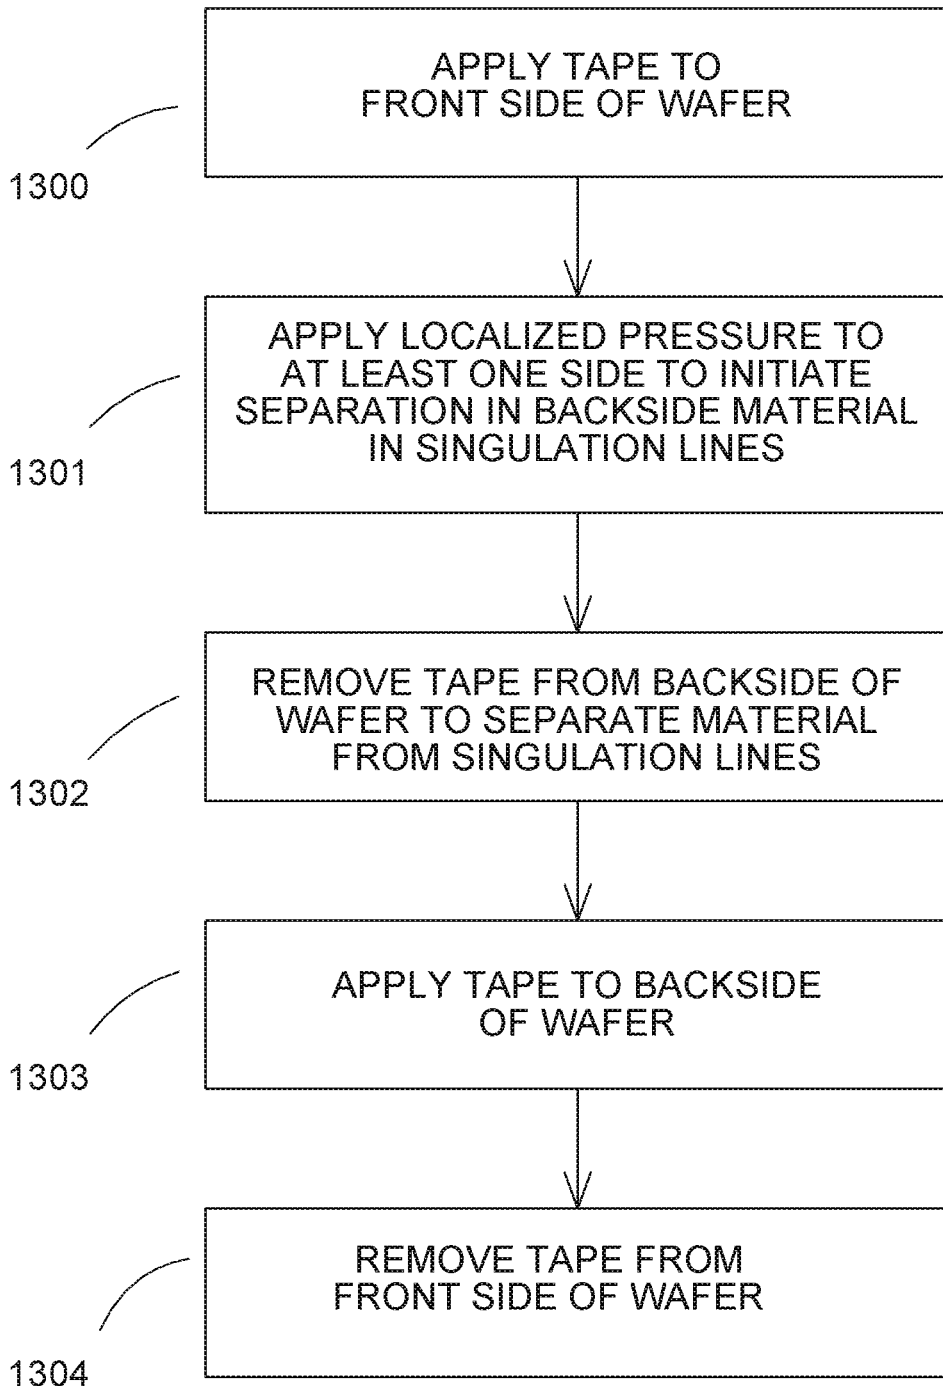 APPLY TAPE TO
FRONT SIDE OF WAFER
1300
APPLY LOCALIZED PRESSURE TO
AT LEAST ONE SIDE TO INITIATE
SEPARATION IN BACKSIDE MATERIAL
IN SINGULATION LINES
1301
REMOVE TAPE FROM BACKSIDE OF
WAFER TO SEPARATE MATERIAL
FROM SINGULATION LINES
1302
APPLY TAPE TO BACKSIDE
OF WAFER
1303
REMOVE TAPE FROM
FRONT SIDE OF WAFER
1304